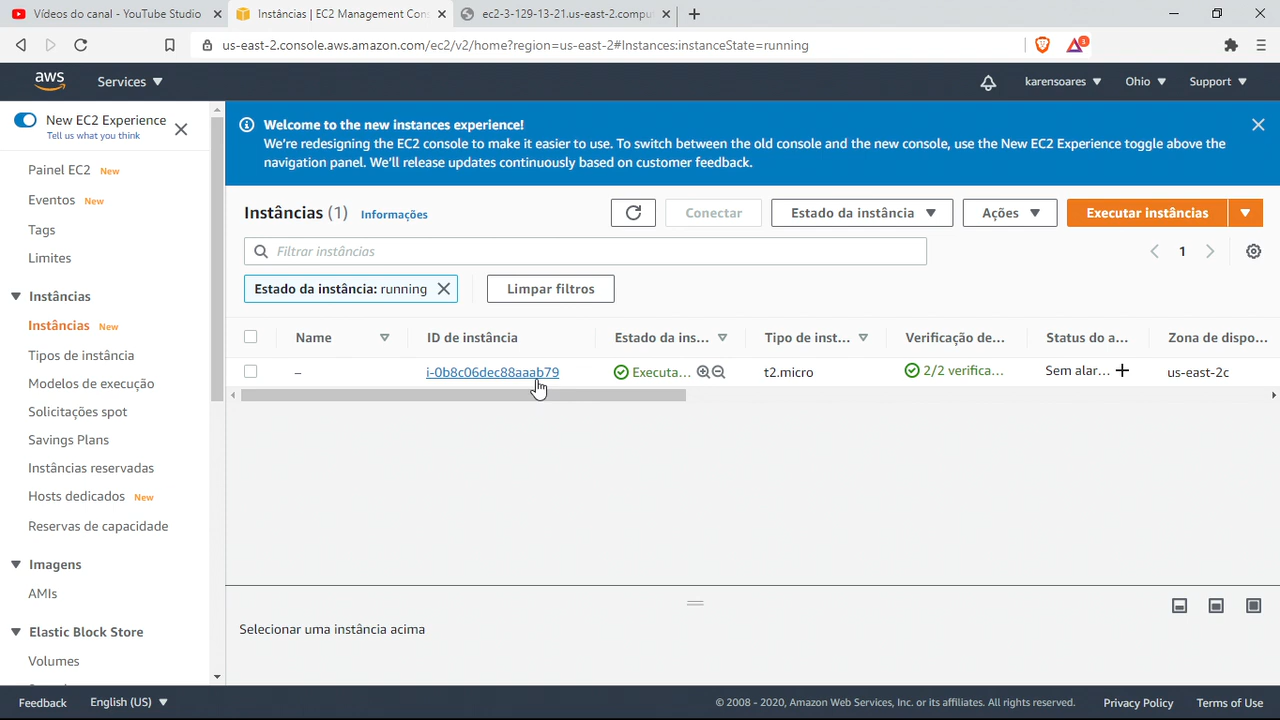 Vídeos do canal - YouTube Studio
Instâncias | EC2 Management Con
ec2-3-129-13-21.us-east-2.comput
us-east-2.console.aws.amazon.com/ec2/v2/home?region=us-east-2#Instances:instanceState=running
3
aws
Services
karensoares
Ohio
Support
New EC2 Experience
Tell us what you think
Painel EC2 New
Eventos New
Tags
Limites
Instâncias
Instâncias New
Tipos de instância
Modelos de execução
Solicitações spot
Savings Plans
Instâncias reservadas
Hosts dedicados New
Reservas de capacidade
Imagens
AMIs
Elastic Block Store
Volumes
Welcome to the new instances experience!
We're redesigning the EC2 console to make it easier to use. To switch between the old console and the new console, use the New EC2 Experience toggle above the
navigation panel. We'll release updates continuously based on customer feedback.
Instâncias (1) Informações
Conectar
Estado da instância
Ações
Executar instâncias
Filtrar instâncias
1
Estado da instância: running
Limpar filtros
Name ID de instância Estado da ins... Tipo de inst... Verificação de... Status do a... Zona de dispo...
– i-0b8c06dec88aaab79 Executa... t2.micro 2/2 verifica... Sem alar... us-east-2c
Selecionar uma instância acima
Feedback
English (US)
© 2008 - 2020, Amazon Web Services, Inc. or its affiliates. All rights reserved.
Privacy Policy
Terms of Use